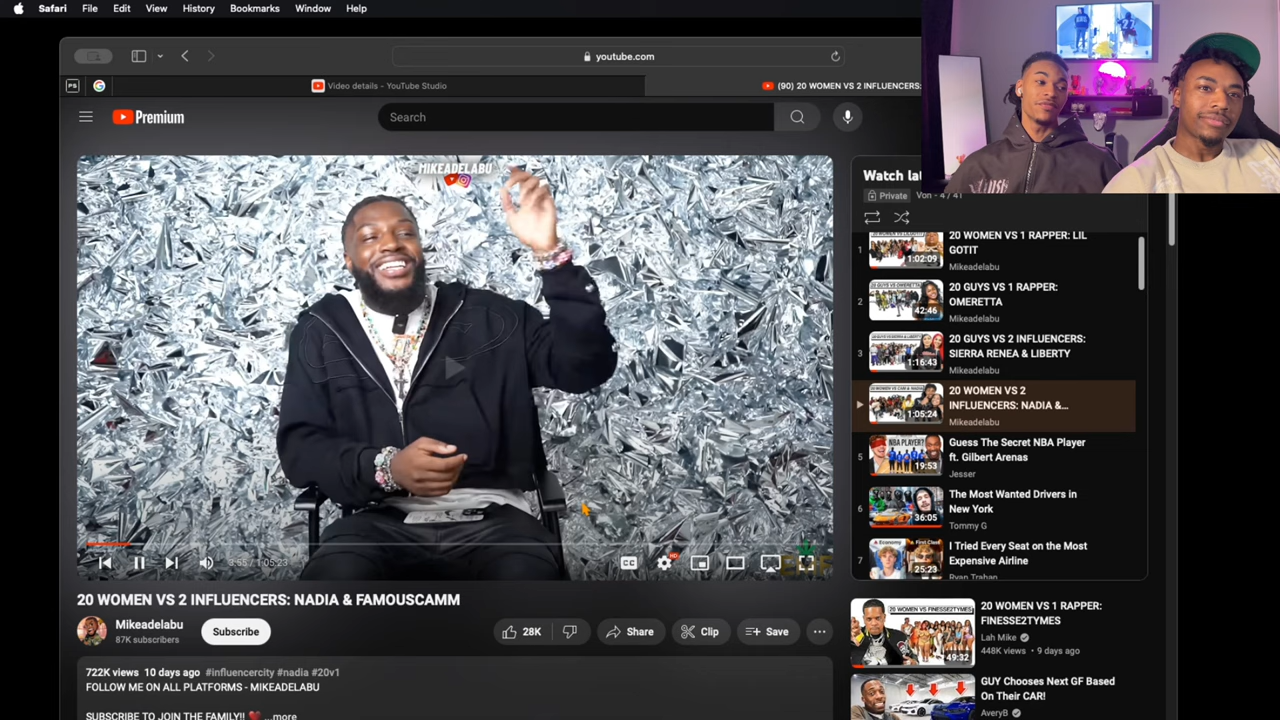 Safari File Edit View History Bookmarks Window Help
youtube.com
PS
Video details - YouTube Studio
(90) 20 WOMEN VS 2 INFLUENCERS:
Premium
Search
MIKEADELABU
3:55 / 1:05:23
20 WOMEN VS 2 INFLUENCERS: NADIA & FAMOUSCAMM
Mikeadelabu
87K subscribers
Subscribe
28K
Share
Clip
Save
722K views 10 days ago #influencercity #nadia #20v1
FOLLOW ME ON ALL PLATFORMS - MIKEADELABU
SUBSCRIBE TO JOIN THE FAMILY!! ...more
Watch
Private
Von - 4 / 41
1
1:02:09
20 WOMEN VS 1 RAPPER: LIL
GOTIT
Mikeadelabu
2
42:46
20 GUYS VS 1 RAPPER:
OMERETTA
Mikeadelabu
3
1:16:43
20 GUYS VS 2 INFLUENCERS:
SIERRA RENEA & LIBERTY
Mikeadelabu
1:05:24
20 WOMEN VS 2
INFLUENCERS: NADIA &...
Mikeadelabu
5
19:53
Guess The Secret NBA Player
ft. Gilbert Arenas
Jesser
6
36:05
The Most Wanted Drivers in
New York
Tommy G
7
25:23
I Tried Every Seat on the Most
Expensive Airline
Ryan Trahan
49:32
20 WOMEN VS 1 RAPPER:
FINESSE2TYMES
Lah Mike
448K views • 9 days ago
GUY Chooses Next GF Based
On Their CAR!
AveryB